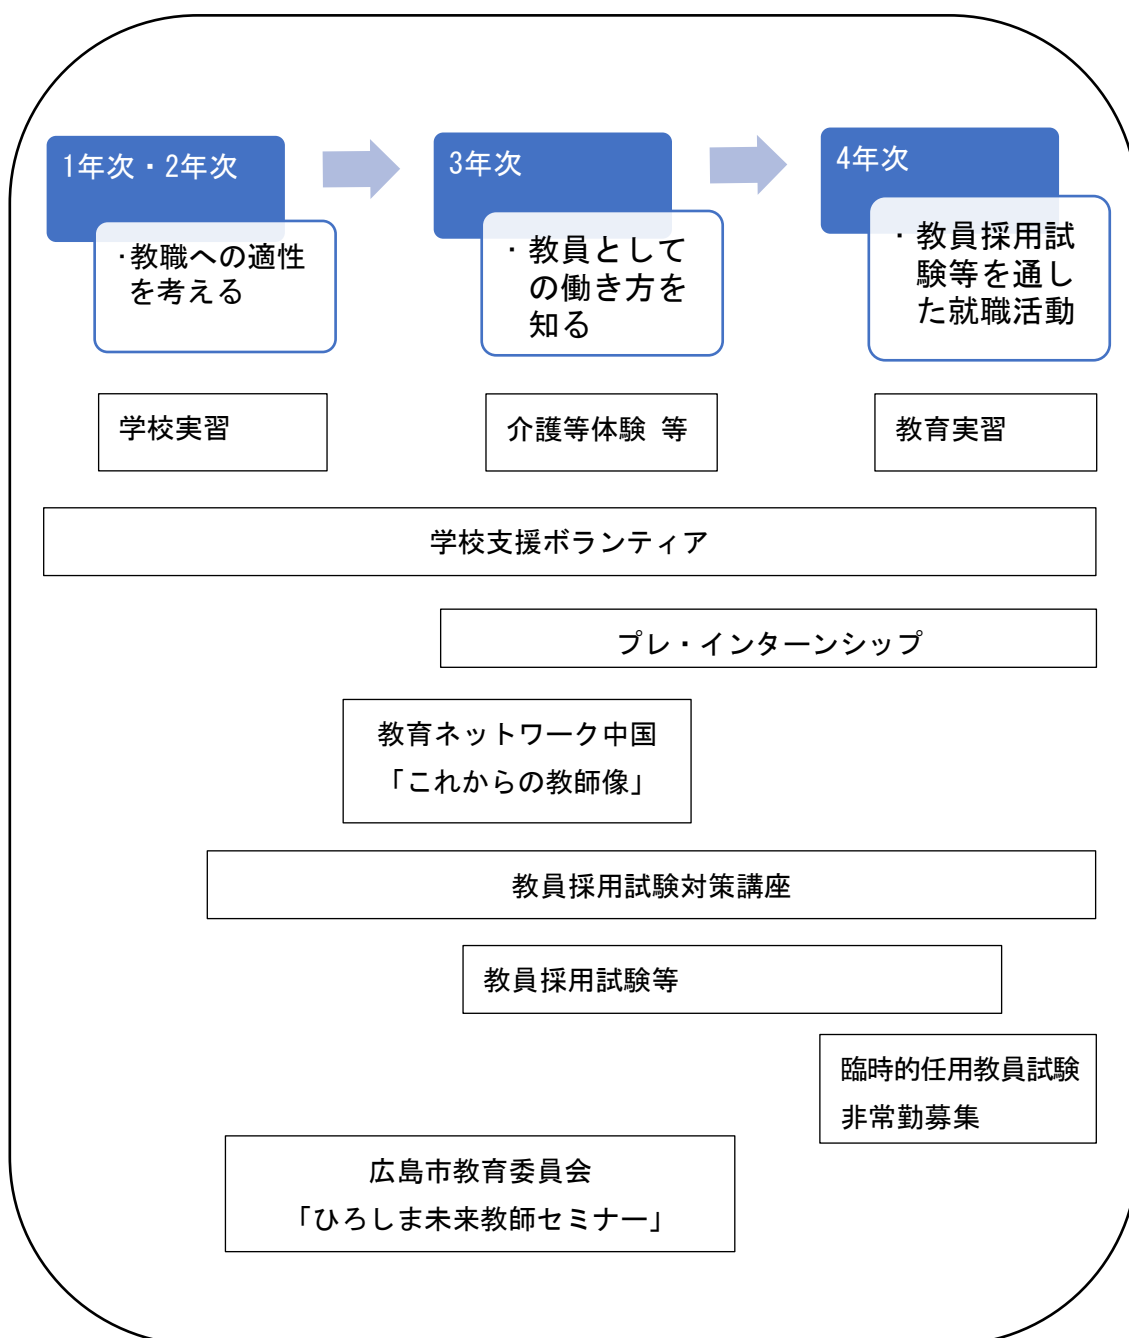 1年次・2年次
・教職への適性
を考える
3年次
・教員として
の働き方を
知る
4年次
・教員採用試
験等を通し
た就職活動
学校実習
介護等体験 等
教育実習
学校支援ボランティア
プレ・インターンシップ
教育ネットワーク中国
「これからの教師像」
教員採用試験対策講座
教員採用試験等
臨時的任用教員試験
非常勤募集
広島市教育委員会
「ひろしま未来教師セミナー」